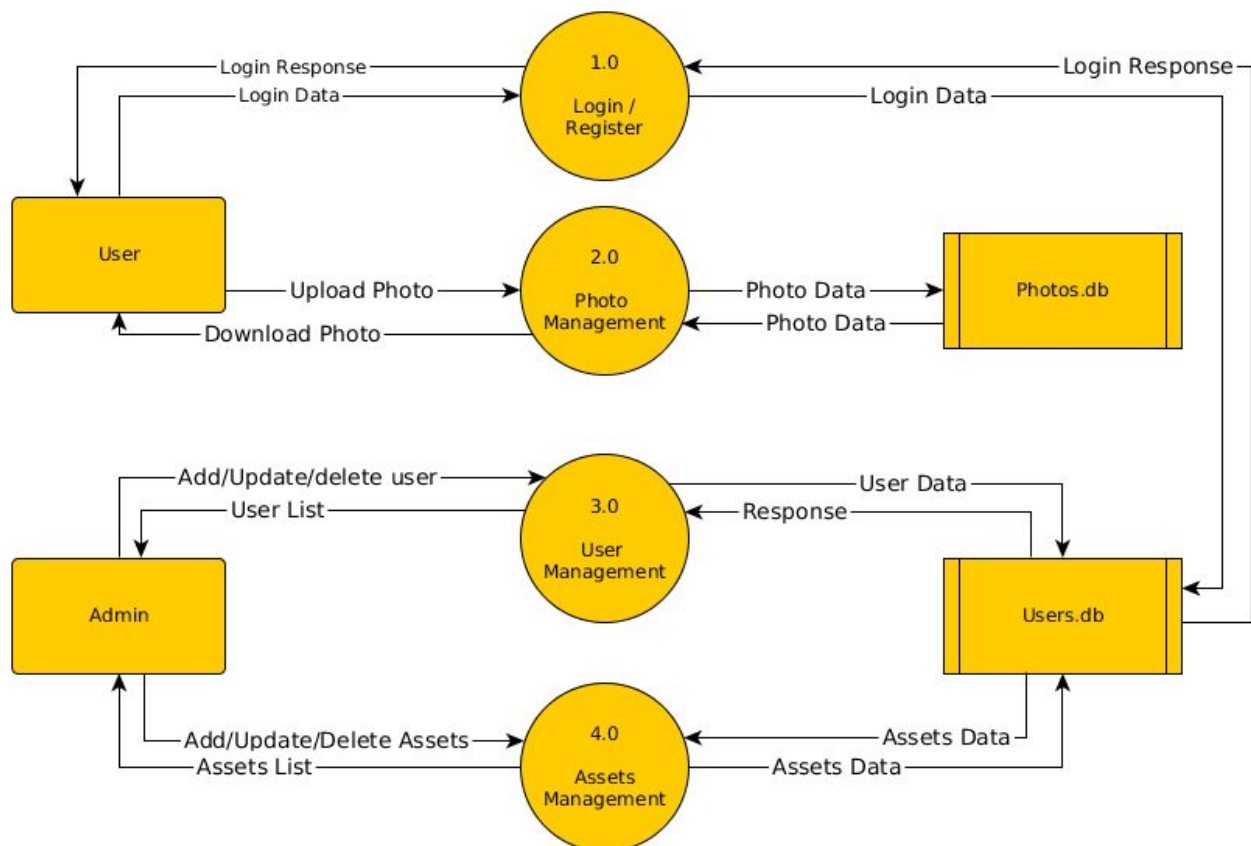 1.0
Login Response
Login Response
Login Data
Login Data
Login /
Register
User
2.0
Upload Photo
Photo Data
Photos.db
Photo
Management
Download Photo
Photo Data
Add/Update/delete user
User Data
User List
3.0
Response
User
Management
Admin
Users.db
4.0
Add/Update/Delete Assets
Assets Data
Assets List
Assets Data
Assets
Management